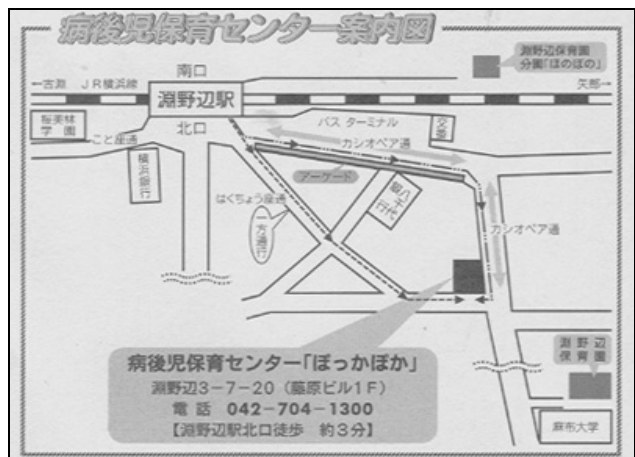 病後児保育センター案内図
淵野辺保育園
分園「ほのぼの」
←古淵 JR横浜線
南口
矢部→
淵野辺駅
桜美林
学園
北口
バス ターミナル
交番
こと座通
カシオペア通
横浜銀行
アーケード
八千代
銀行
はくちょう座通
一方通行
カシオペア通
病後児保育センター「ぽっかぽか」
淵野辺3-7-20(藤原ビル1F)
電話 042-704-1300
【淵野辺駅北口徒歩 約3分】
淵野辺
保育園
麻布大学